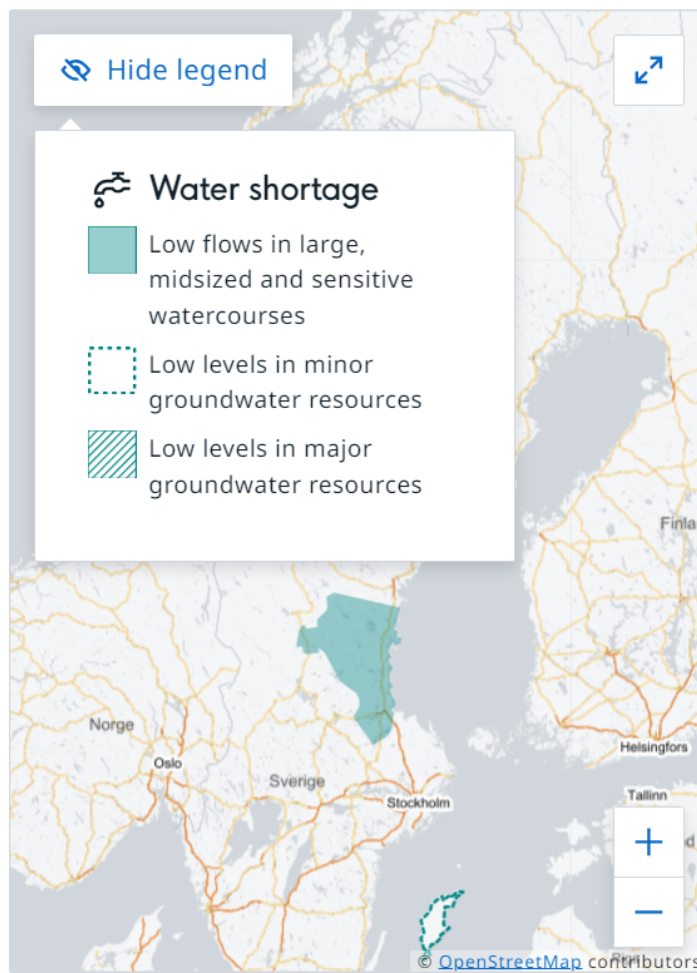 Hide legend
Water shortage
Low flows in large,
midsized and sensitive
watercourses
Low levels in minor
groundwater resources
Low levels in major
groundwater resources
Finla
Norge
Oslo
Sverige
Stockholm
Helsingfors
Tallinn
© OpenStreetMap contributors